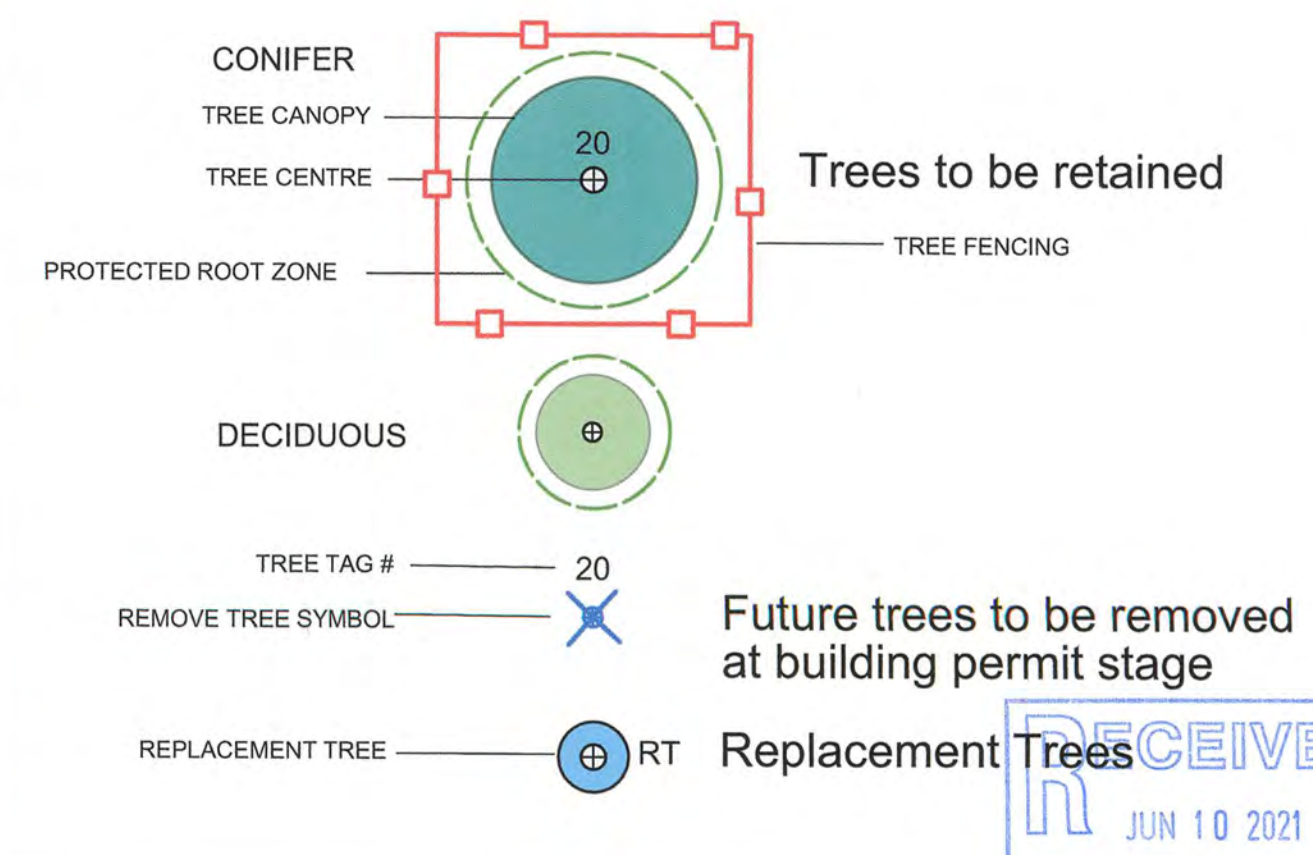 CONIFER
TREE CANOPY
20
TREE CENTRE
Trees to be retained
TREE FENCING
PROTECTED ROOT ZONE
DECIDUOUS
TREE TAG #
20
REMOVE TREE SYMBOL
Future trees to be removed
at building permit stage
REPLACEMENT TREE
RT
Replacement Trees
RECEIVE
JUN 10 2021